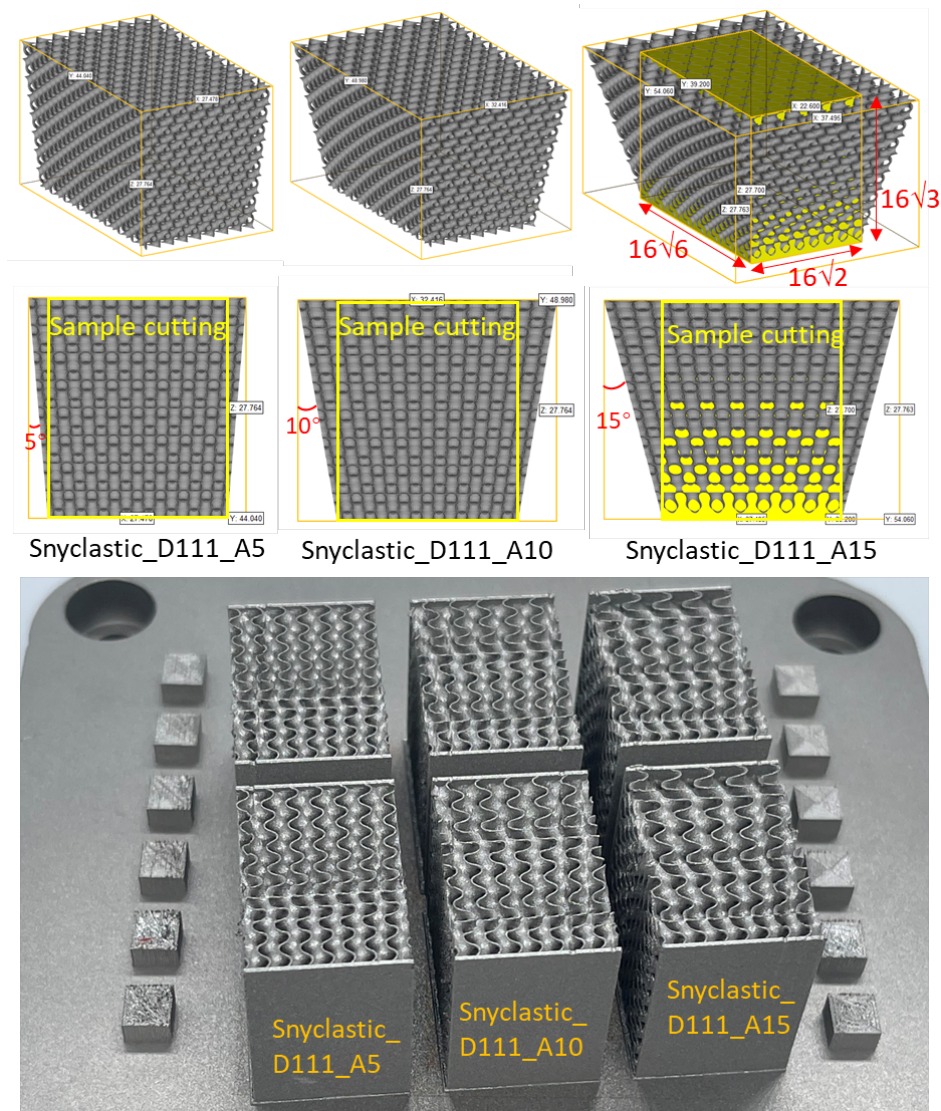 Y: 44.040
X: 27.476
Z: 27.764
Y: 48.980
X: 32.416
Z: 27.764
Y: 39.200
Y: 54.060
X: 22.600
X: 37.495
Z: 27.700
Z: 27.763
16√3
16√6
16√2
Sample cutting
5°
Z: 27.764
X: 27.476
Y: 44.040
X: 32.416
Y: 48.980
Sample cutting
10°
Z: 27.764
Sample cutting
15°
Z: 27.763
Y: 54.060
Snyclastic_D111_A5
Snyclastic_D111_A10
Snyclastic_D111_A15
Snyclastic_
D111_A5
Snyclastic_
D111_A10
Snyclastic_
D111_A15